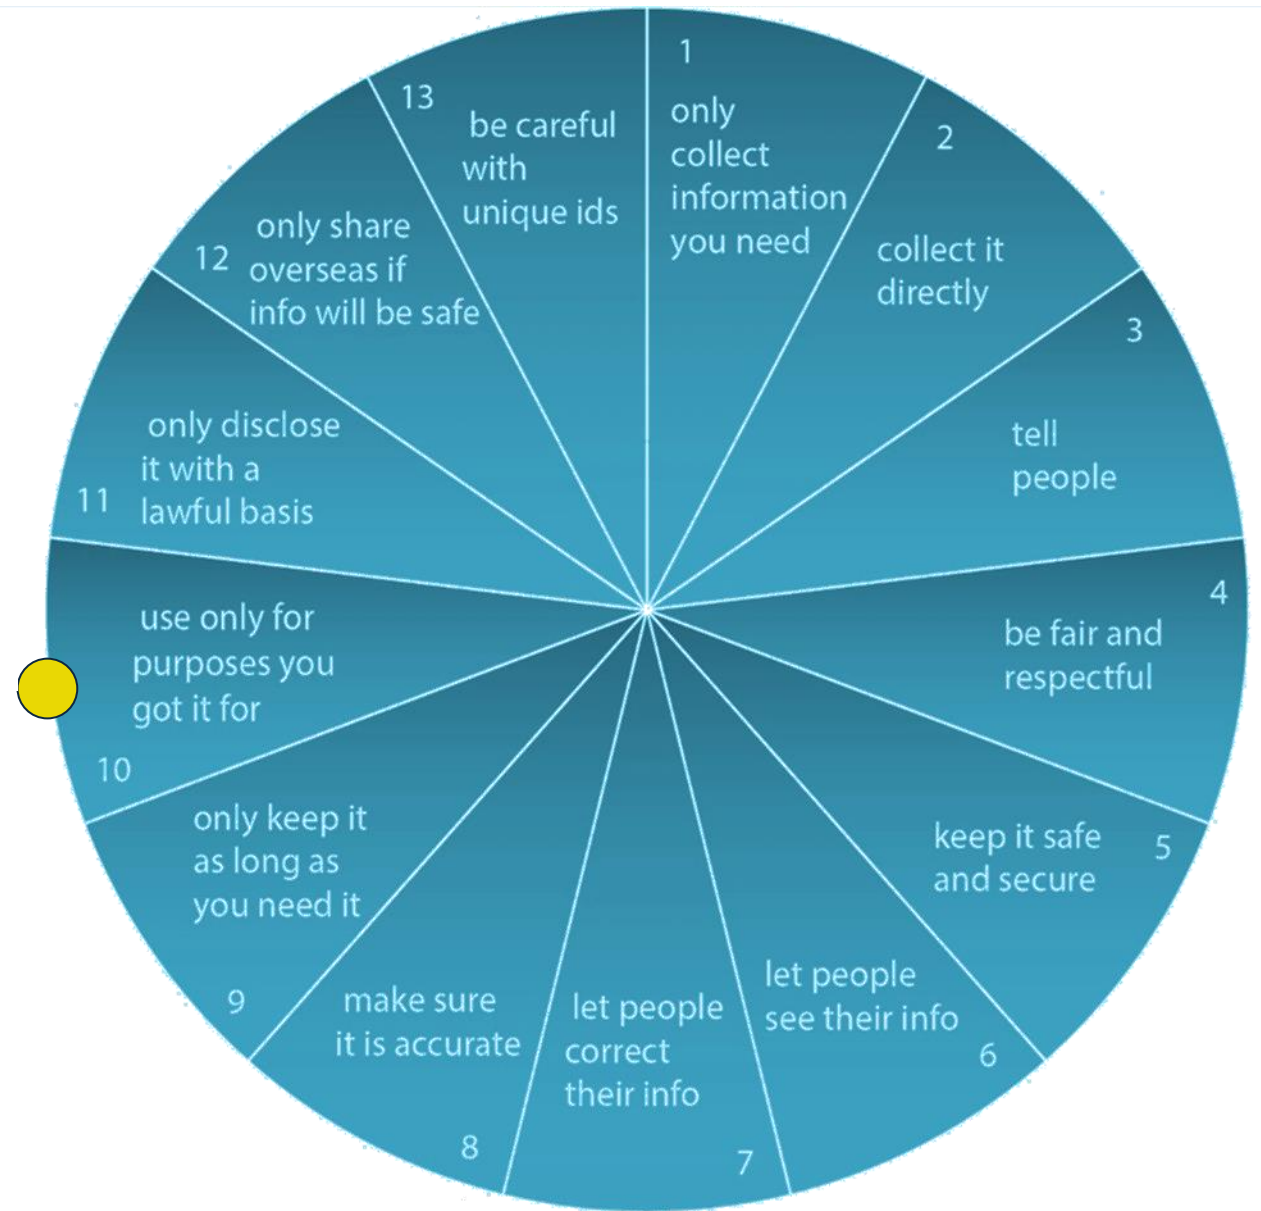 1
only
collect
information
you need
2
collect it
directly
3
tell
people
4
be fair and
respectful
5
keep it safe
and secure
6
let people
see their info
7
let people
correct
their info
8
make sure
it is accurate
9
only keep it
as long as
you need it
10
use only for
purposes you
got it for
11
only disclose
it with a
lawful basis
12
only share
overseas if
info will be safe
13
be careful
with
unique ids